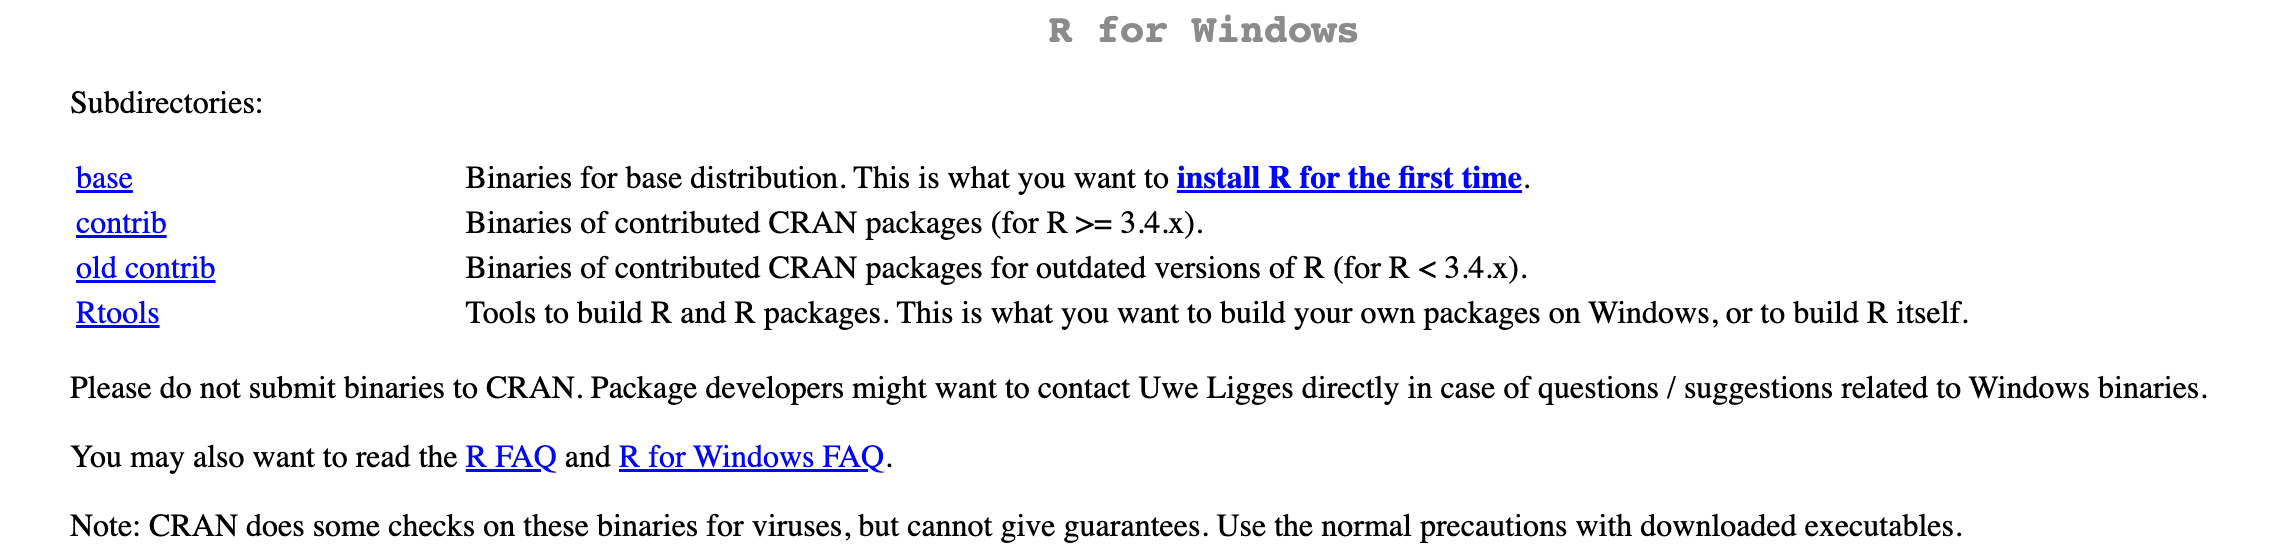 R for Windows
Subdirectories:
base Binaries for base distribution. This is what you want to install R for the first time.
contrib Binaries of contributed CRAN packages (for R >= 3.4.x).
old contrib Binaries of contributed CRAN packages for outdated versions of R (for R < 3.4.x).
Rtools Tools to build R and R packages. This is what you want to build your own packages on Windows, or to build R itself.
Please do not submit binaries to CRAN. Package developers might want to contact Uwe Ligges directly in case of questions / suggestions related to Windows binaries.
You may also want to read the R FAQ and R for Windows FAQ.
Note: CRAN does some checks on these binaries for viruses, but cannot give guarantees. Use the normal precautions with downloaded executables.